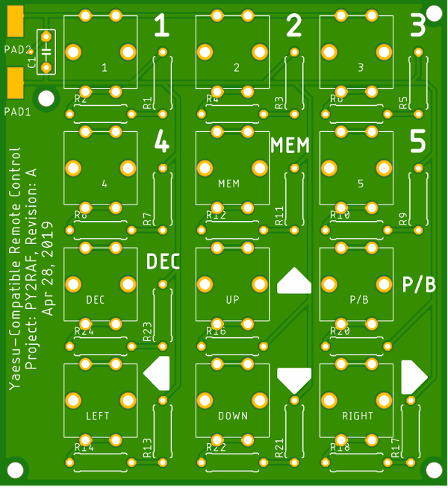 1 2 3
PAD2
C1
1 2 3
PAD1
R2 R1 R4 R3 R6 R5
4 MEM 5
4 MEM 5
R8 R7 R12 R11 R10 R9
DEC P/B
DEC UP P/B
R24 R23 R16 R20
LEFT DOWN RIGHT
R14 R13 R22 R21 R18 R17
Yaesu-Compatible Remote Control
Project: PY2RAF, Revision: A
Apr 28, 2019